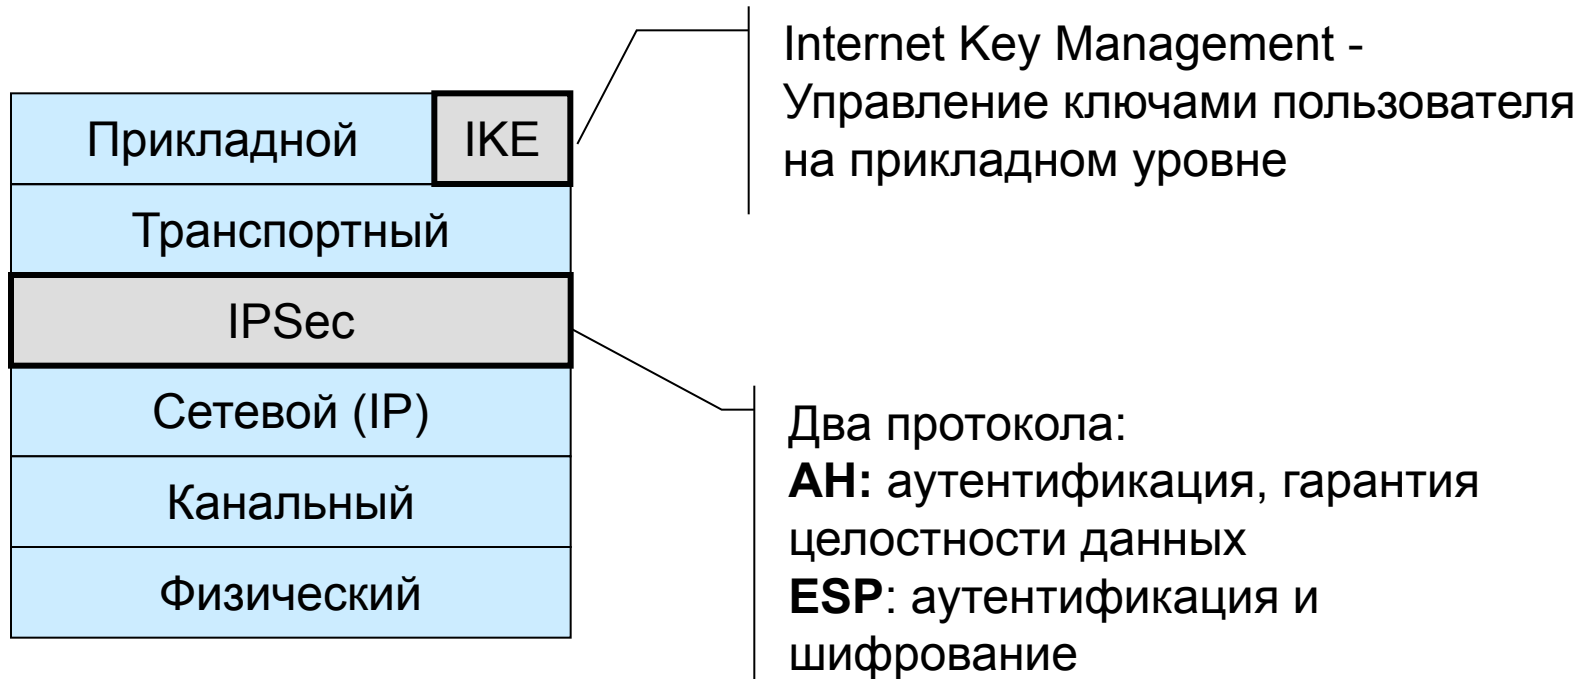 Прикладной
IKE
Транспортный
IPSec
Сетевой (IP)
Канальный
Физический
Internet Key Management -
Управление ключами пользователя
на прикладном уровне
Два протокола:
AH: аутентификация, гарантия
целостности данных
ESP: аутентификация и
шифрование